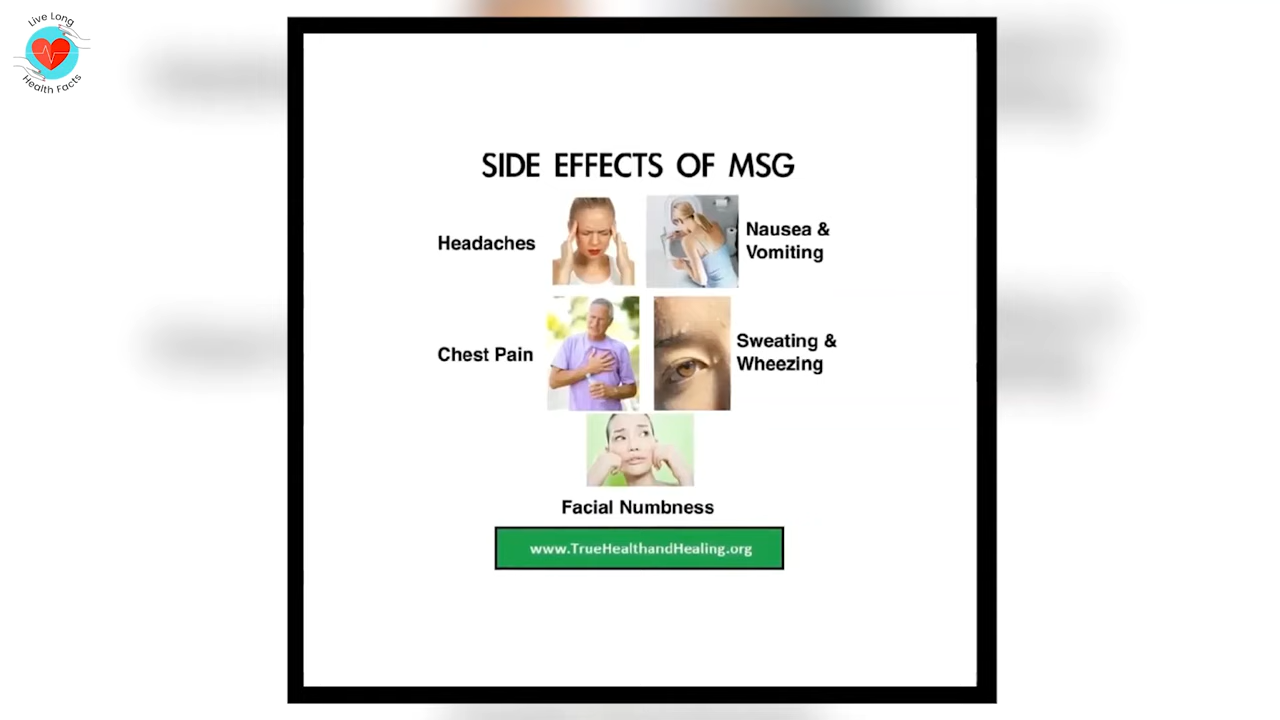 Live Long
Health Facts
SIDE EFFECTS OF MSG
Headaches
Nausea &
Vomiting
Chest Pain
Sweating &
Wheezing
Facial Numbness
www.TrueHealthandHealing.org